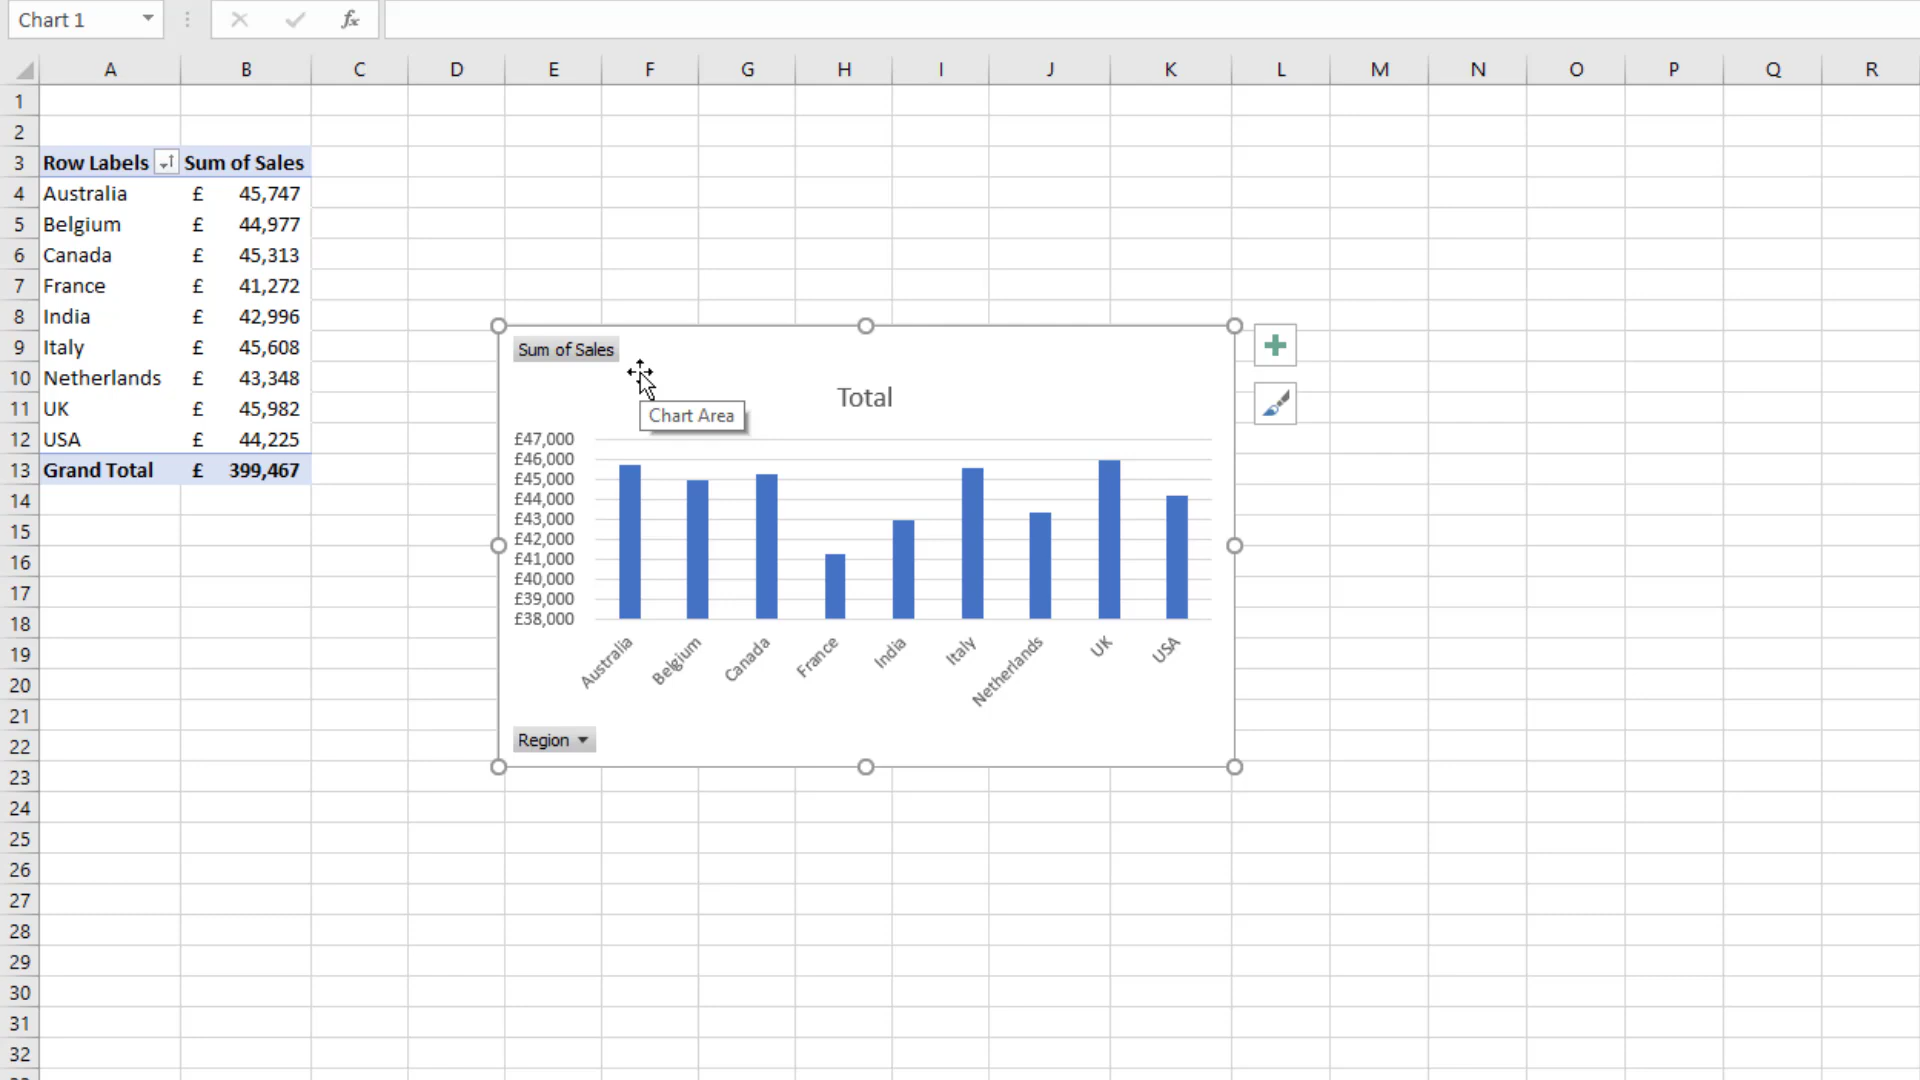 Chart 1
fx
A B C D E F G H I J K L M N O P Q R
1
2
3 Row Labels Sum of Sales
4 Australia £ 45,747
5 Belgium £ 44,977
6 Canada £ 45,313
7 France £ 41,272
8 India £ 42,996
9 Italy £ 45,608
10 Netherlands £ 43,348
11 UK £ 45,982
12 USA £ 44,225
13 Grand Total £ 399,467
14
15
16
17
18
19
20
21
22
23
24
25
26
27
28
29
30
31
32
Sum of Sales
Total
Chart Area
£47,000
£46,000
£45,000
£44,000
£43,000
£42,000
£41,000
£40,000
£39,000
£38,000
Australia Belgium Canada France India Italy Netherlands UK USA
Region